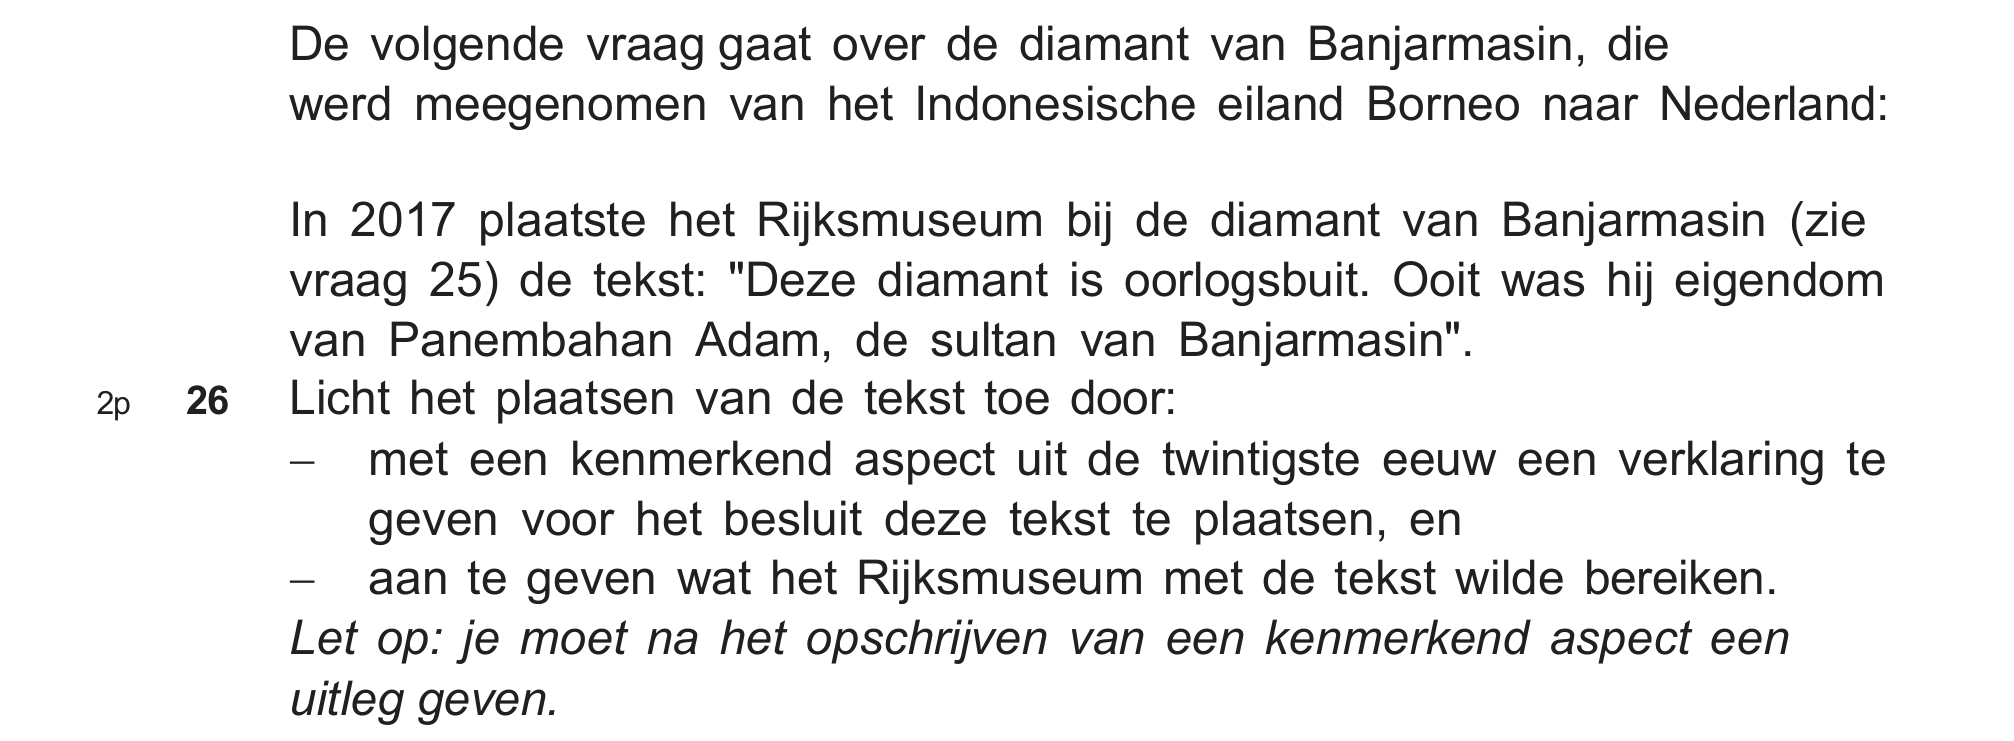 De volgende vraag gaat over de diamant van Banjarmasin, die
werd meegenomen van het Indonesische eiland Borneo naar Nederland:
In 2017 plaatste het Rijksmuseum bij de diamant van Banjarmasin (zie
vraag 25) de tekst: "Deze diamant is oorlogsbuit. Ooit was hij eigendom
van Panembahan Adam, de sultan van Banjarmasin".
2p 26 Licht het plaatsen van de tekst toe door:
– met een kenmerkend aspect uit de twintigste eeuw een verklaring te
geven voor het besluit deze tekst te plaatsen, en
– aan te geven wat het Rijksmuseum met de tekst wilde bereiken.
Let op: je moet na het opschrijven van een kenmerkend aspect een
uitleg geven.